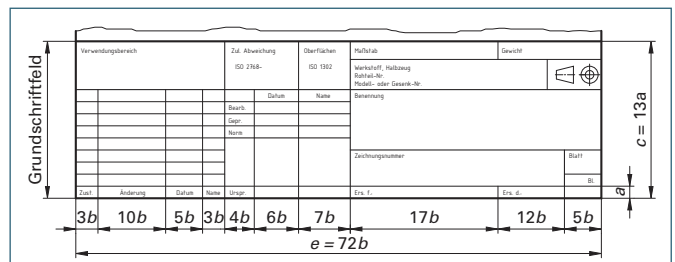 Verwendungsbereich
Zul. Abweichung
Oberflächen
Maßstab
Gewicht
ISO 2768-
ISO 1302
Werkstoff, Halbzeug
Rohteil-Nr.
Modell- oder Gesenk-Nr.
Datum
Name
Benennung
Bearb.
Gepr.
Norm
Zeichnungsnummer
Blatt
Bl.
Zust.
Änderung
Datum
Name
Urspr.
Ers. f.:
Ers. d.:
Grundschriftfeld
c = 13a
a
3b 10b 5b 3b 4b 6b 7b 17b 12b 5b
e = 72b